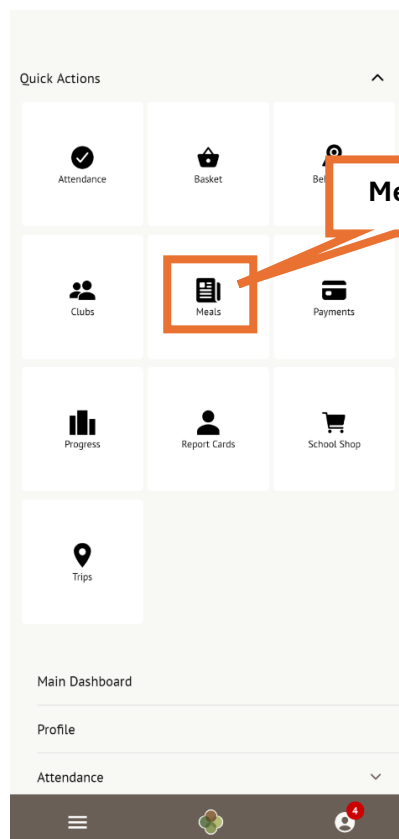 Quick Actions
Attendance
Basket
Clubs
Meals
Payments
Progress
Report Cards
School Shop
Trips
Main Dashboard
Profile
Attendance
4